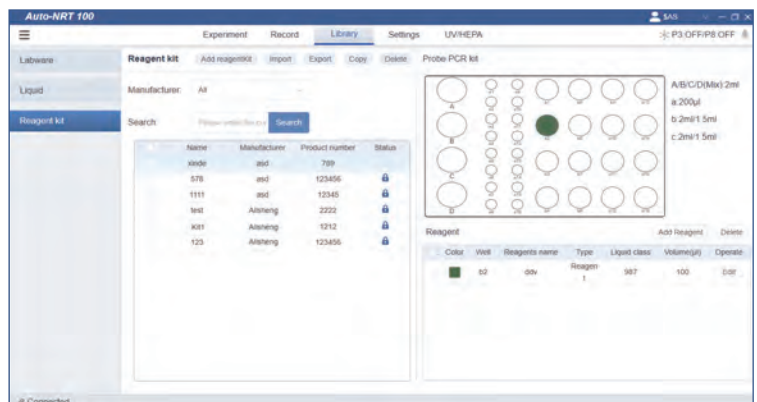 Auto-NRT 100
SAS
Experiment Record Library Settings UV/HEPA P3:OFF/P8:OFF
Labware
Liquid
Reagent kit
Reagent kit Add reagentkit Import Export Copy Delete
Manufacturer: All
Search: Search
Name Manufacturer Product number Status
xinde asd 789
578 asd 123456
1111 asd 12345
test Ailsheng 2222
Kit1 Ailsheng 1212
123 Ailsheng 123456
Probe PCR kit
A
B
C
D
A/B/C/D(Mix):2ml
a:200μl
b:2ml/1.5ml
c:2ml/1.5ml
Reagent Add Reagent Delete
Color Well Reagents name Type Liquid class Volume(μl) Operate
b2 ddv Reagen 987 100 Edit
t
Connected